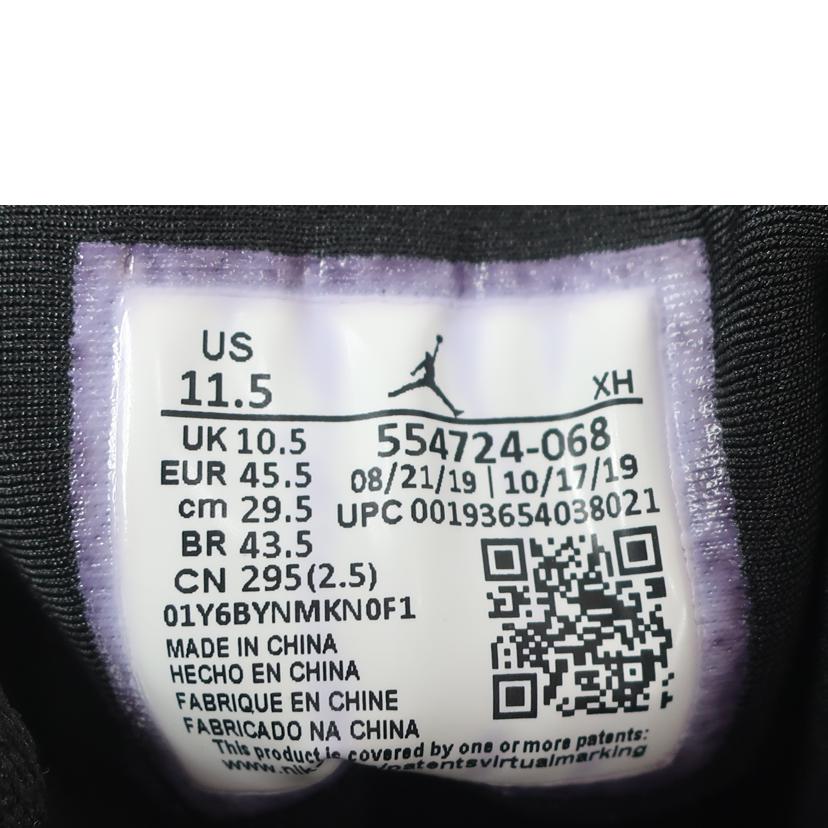 US
11.5
XH
UK 10.5
554724-068
EUR 45.5
08/21/19 | 10/17/19
cm 29.5
UPC 00193654038021
BR 43.5
CN 295(2.5)
01Y6BYNMKN0F1
MADE IN CHINA
HECHO EN CHINA
FABRIQUE EN CHINE
FABRICADO NA CHINA
This product is covered by one or more patents: